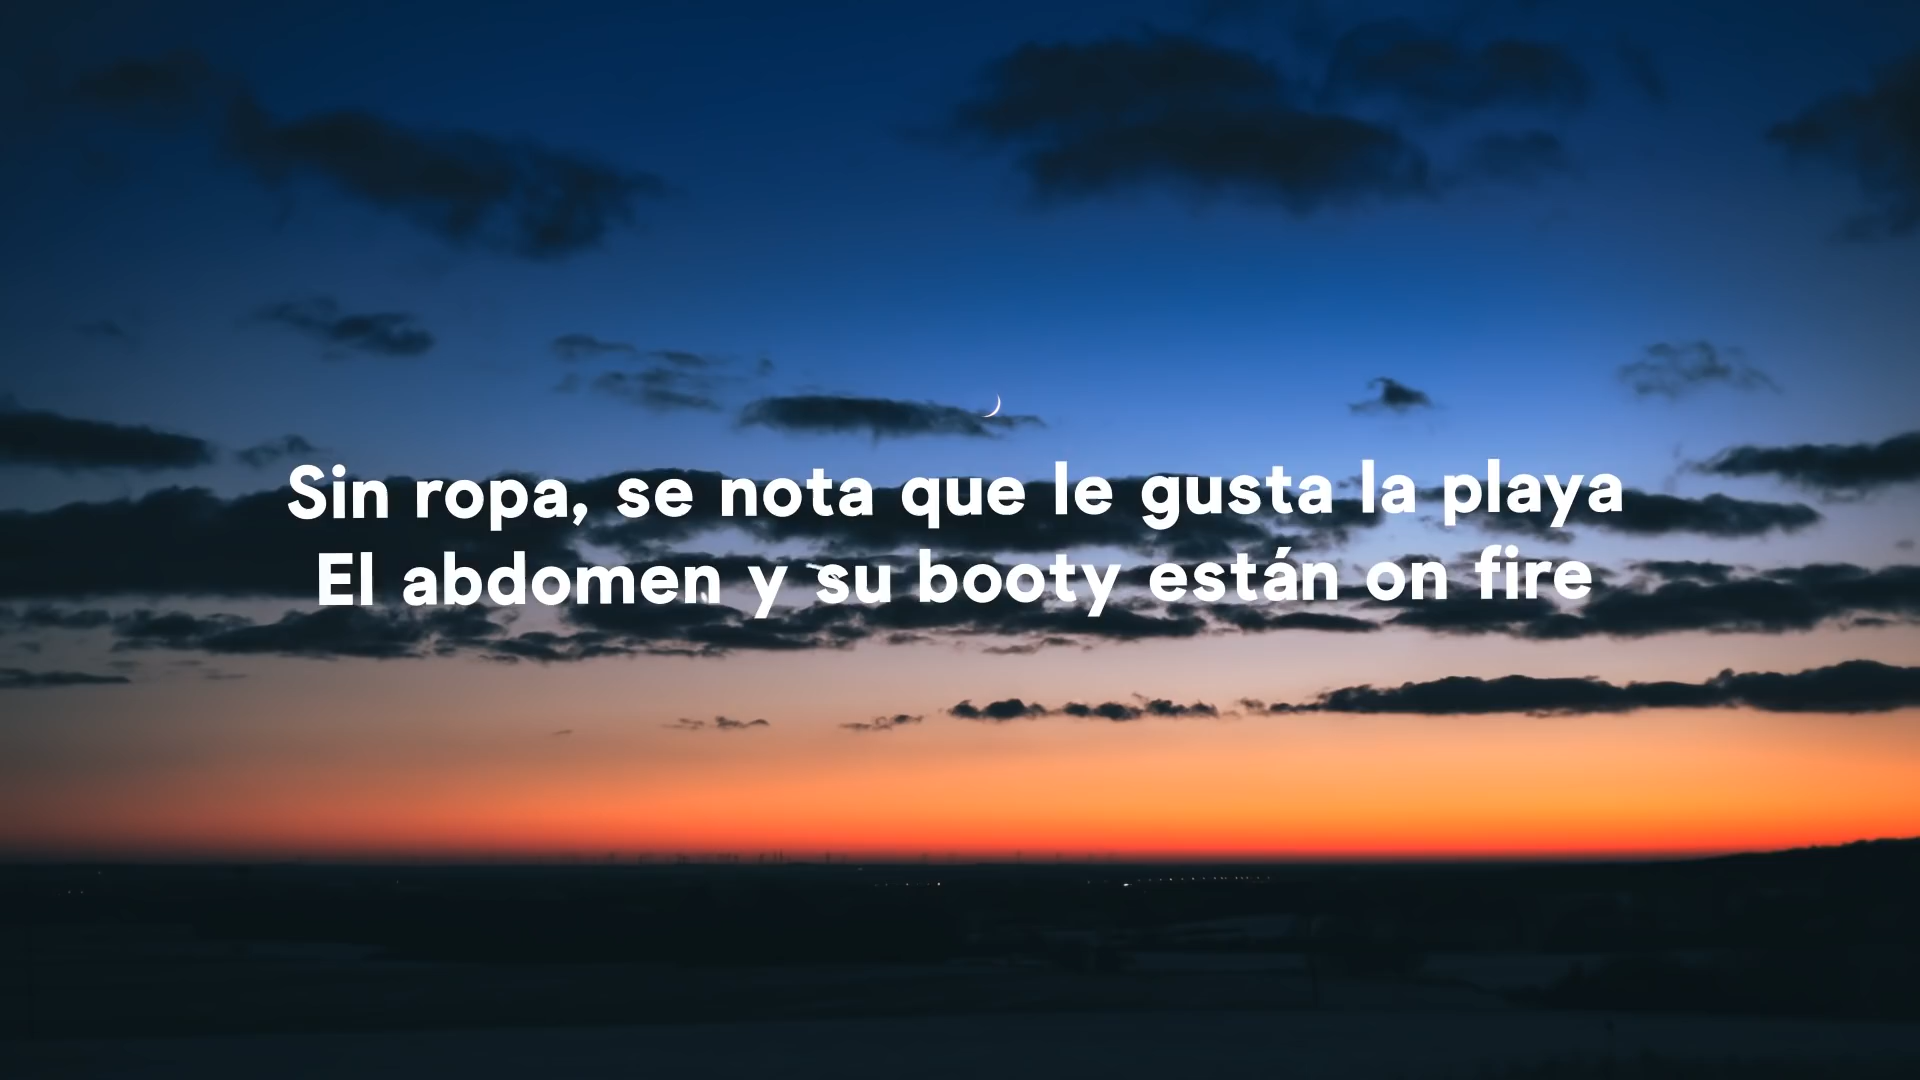 Sin ropa, se nota que le gusta la playa
El abdomen y su booty están on fire